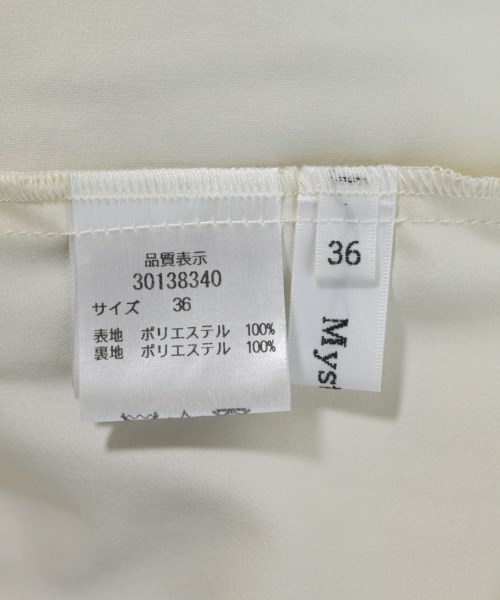 品質表示
30138340
サイズ 36
表地 ポリエステル 100%
裏地 ポリエステル 100%
36